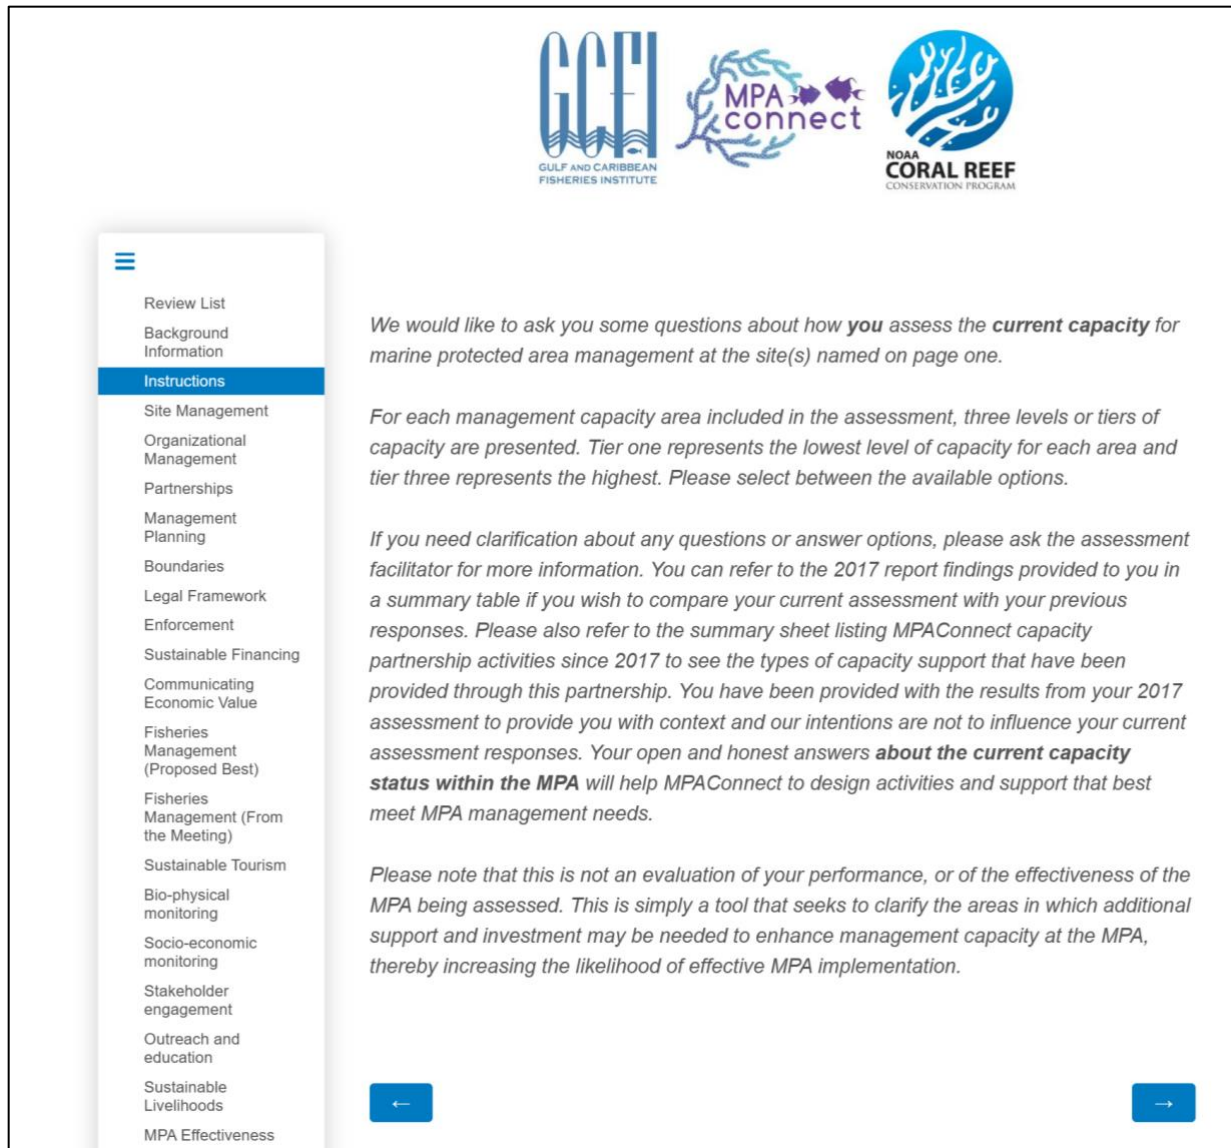 GCFI
GULF AND CARIBBEAN
FISHERIES INSTITUTE
MPA
connect
NOAA
CORAL REEF
CONSERVATION PROGRAM
Review List
Background
Information
Instructions
Site Management
Organizational
Management
Partnerships
Management
Planning
Boundaries
Legal Framework
Enforcement
Sustainable Financing
Communicating
Economic Value
Fisheries
Management
(Proposed Best)
Fisheries
Management (From
the Meeting)
Sustainable Tourism
Bio-physical
monitoring
Socio-economic
monitoring
Stakeholder
engagement
Outreach and
education
Sustainable
Livelihoods
MPA Effectiveness
We would like to ask you some questions about how you assess the current capacity for
marine protected area management at the site(s) named on page one.
For each management capacity area included in the assessment, three levels or tiers of
capacity are presented. Tier one represents the lowest level of capacity for each area and
tier three represents the highest. Please select between the available options.
If you need clarification about any questions or answer options, please ask the assessment
facilitator for more information. You can refer to the 2017 report findings provided to you in
a summary table if you wish to compare your current assessment with your previous
responses. Please also refer to the summary sheet listing MPAConnect capacity
partnership activities since 2017 to see the types of capacity support that have been
provided through this partnership. You have been provided with the results from your 2017
assessment to provide you with context and our intentions are not to influence your current
assessment responses. Your open and honest answers about the current capacity
status within the MPA will help MPAConnect to design activities and support that best
meet MPA management needs.
Please note that this is not an evaluation of your performance, or of the effectiveness of the
MPA being assessed. This is simply a tool that seeks to clarify the areas in which additional
support and investment may be needed to enhance management capacity at the MPA,
thereby increasing the likelihood of effective MPA implementation.
← →